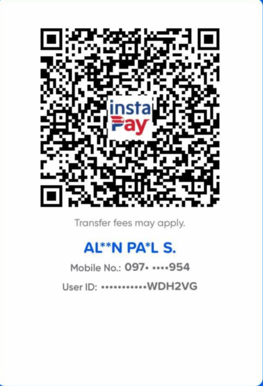 insta
Pay
Transfer fees may apply.
AL**N PA*L S.
Mobile No.: 097• ••••954
User ID: •••••••••••WDH2VG